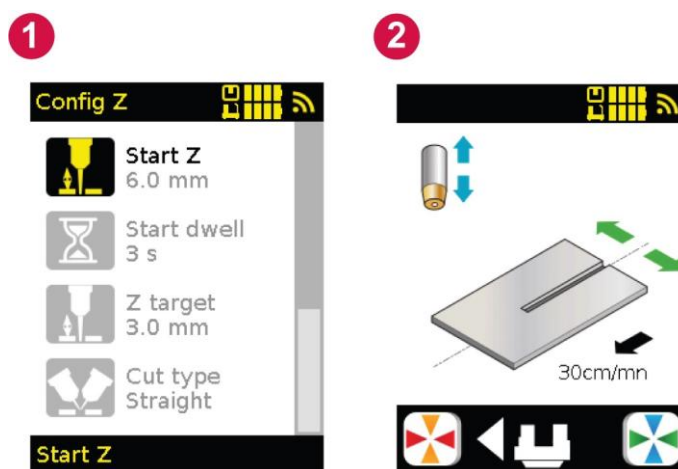 1
2
Config Z
Start Z
6.0 mm
Start dwell
3 s
Z target
3.0 mm
Cut type
Straight
Start Z
30cm/mn